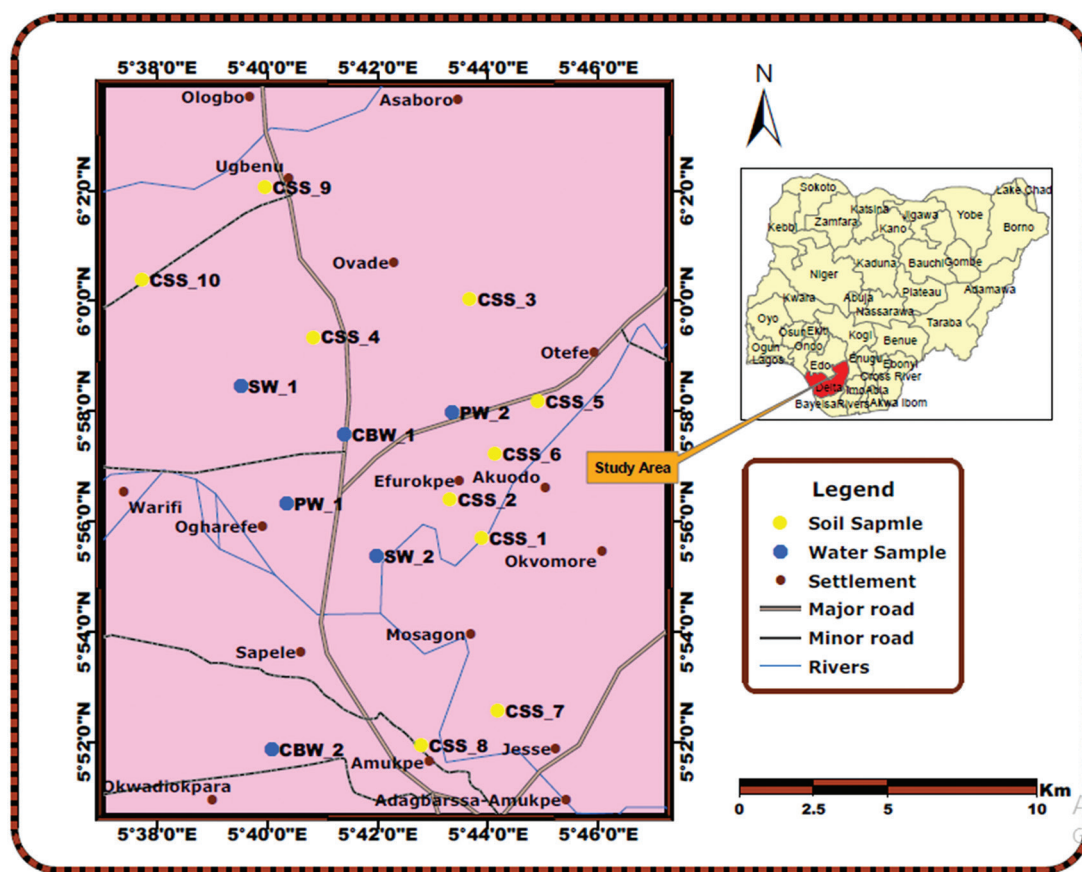 5°38'0"E 5°40'0"E 5°42'0"E 5°44'0"E 5°46'0"E
Ologbo
Asaboro
Ugbenu
CSS_9
6°2'0"N
6°2'0"N
Ovade
CSS_10
CSS_3
6°0'0"N
6°0'0"N
CSS_4
Otefe
SW_1
CSS_5
PW_2
5°58'0"N
5°58'0"N
CBW_1
CSS_6
Efurokpe
Akuodo
Warifi
CSS_2
PW_1
Ogharefe
5°56'0"N
5°56'0"N
CSS_1
SW_2
Okvomore
Mosagon
5°54'0"N
5°54'0"N
Sapele
CSS_7
CSS_8
Jesse
CBW_2
5°52'0"N
5°52'0"N
Amukpe
Okwadiokpara
Adagbarssa-Amukpe
5°38'0"E 5°40'0"E 5°42'0"E 5°44'0"E 5°46'0"E
N
Sokoto
Lake Chad
Katsina
Jigawa
Yobe
Zamfara
Kano
Borno
Kebbi
Kaduna
Bauchi
Gombe
Niger
Plateau
Adamawa
Kwara
Abuja
Nassarawa
Oyo
Taraba
Osun
Ekiti
Kogi
Benue
Ogun
Ondo
Lagos
Edo
Enugu
Ebonyi
Cross River
Delta
Imo
Abia
Bayelsa
Rivers
Akwa Ibom
Study Area
Legend
Soil Sapmle
Water Sample
Settlement
Major road
Minor road
Rivers
Km
0 2.5 5 10